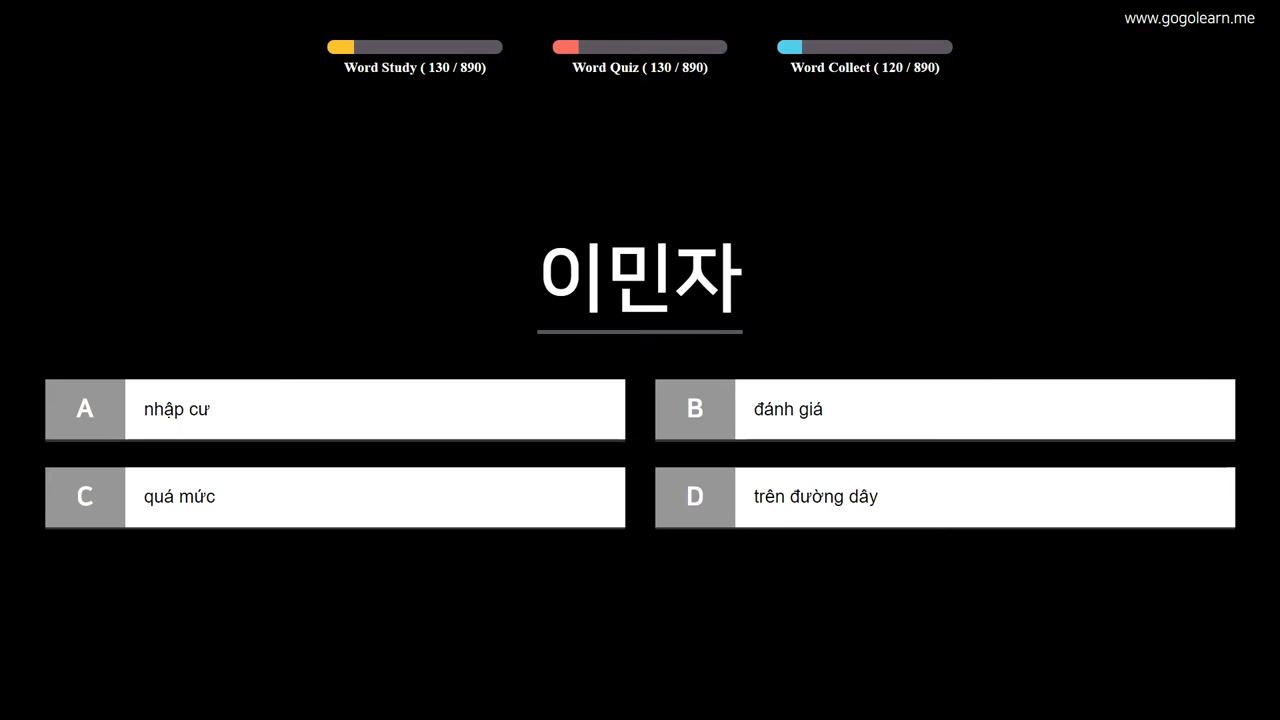 www.gogolearn.me
Word Study ( 130 / 890)
Word Quiz ( 130 / 890)
Word Collect ( 120 / 890)
이민자
A nhập cư
B đánh giá
C quá mức
D trên đường dây